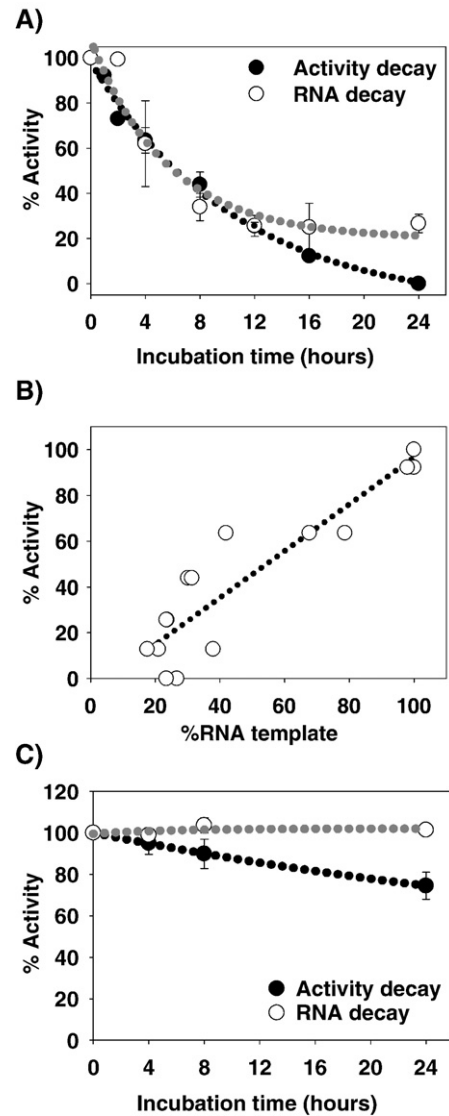 A)
% Activity
100
80
60
40
20
0
Activity decay
RNA decay
0 4 8 12 16 20 24
Incubation time (hours)
B)
% Activity
100
80
60
40
20
0
0 20 40 60 80 100
%RNA template
C)
% Activity
120
100
80
60
40
20
0
Activity decay
RNA decay
0 4 8 12 16 20 24
Incubation time (hours)